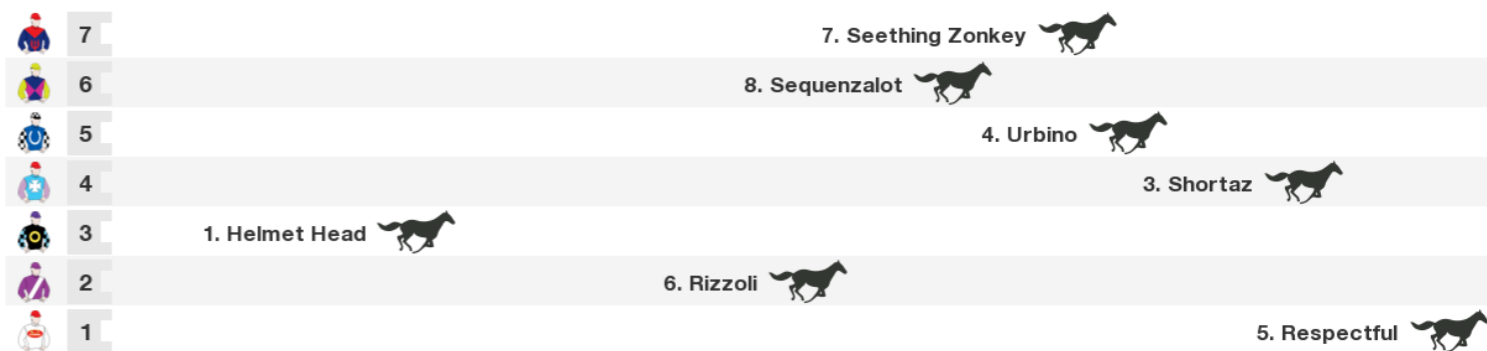 7 7. Seething Zonkey
6 8. Sequenzalot
5 4. Urbino
4 3. Shortaz
3 1. Helmet Head
2 6. Rizzoli
1 5. Respectful